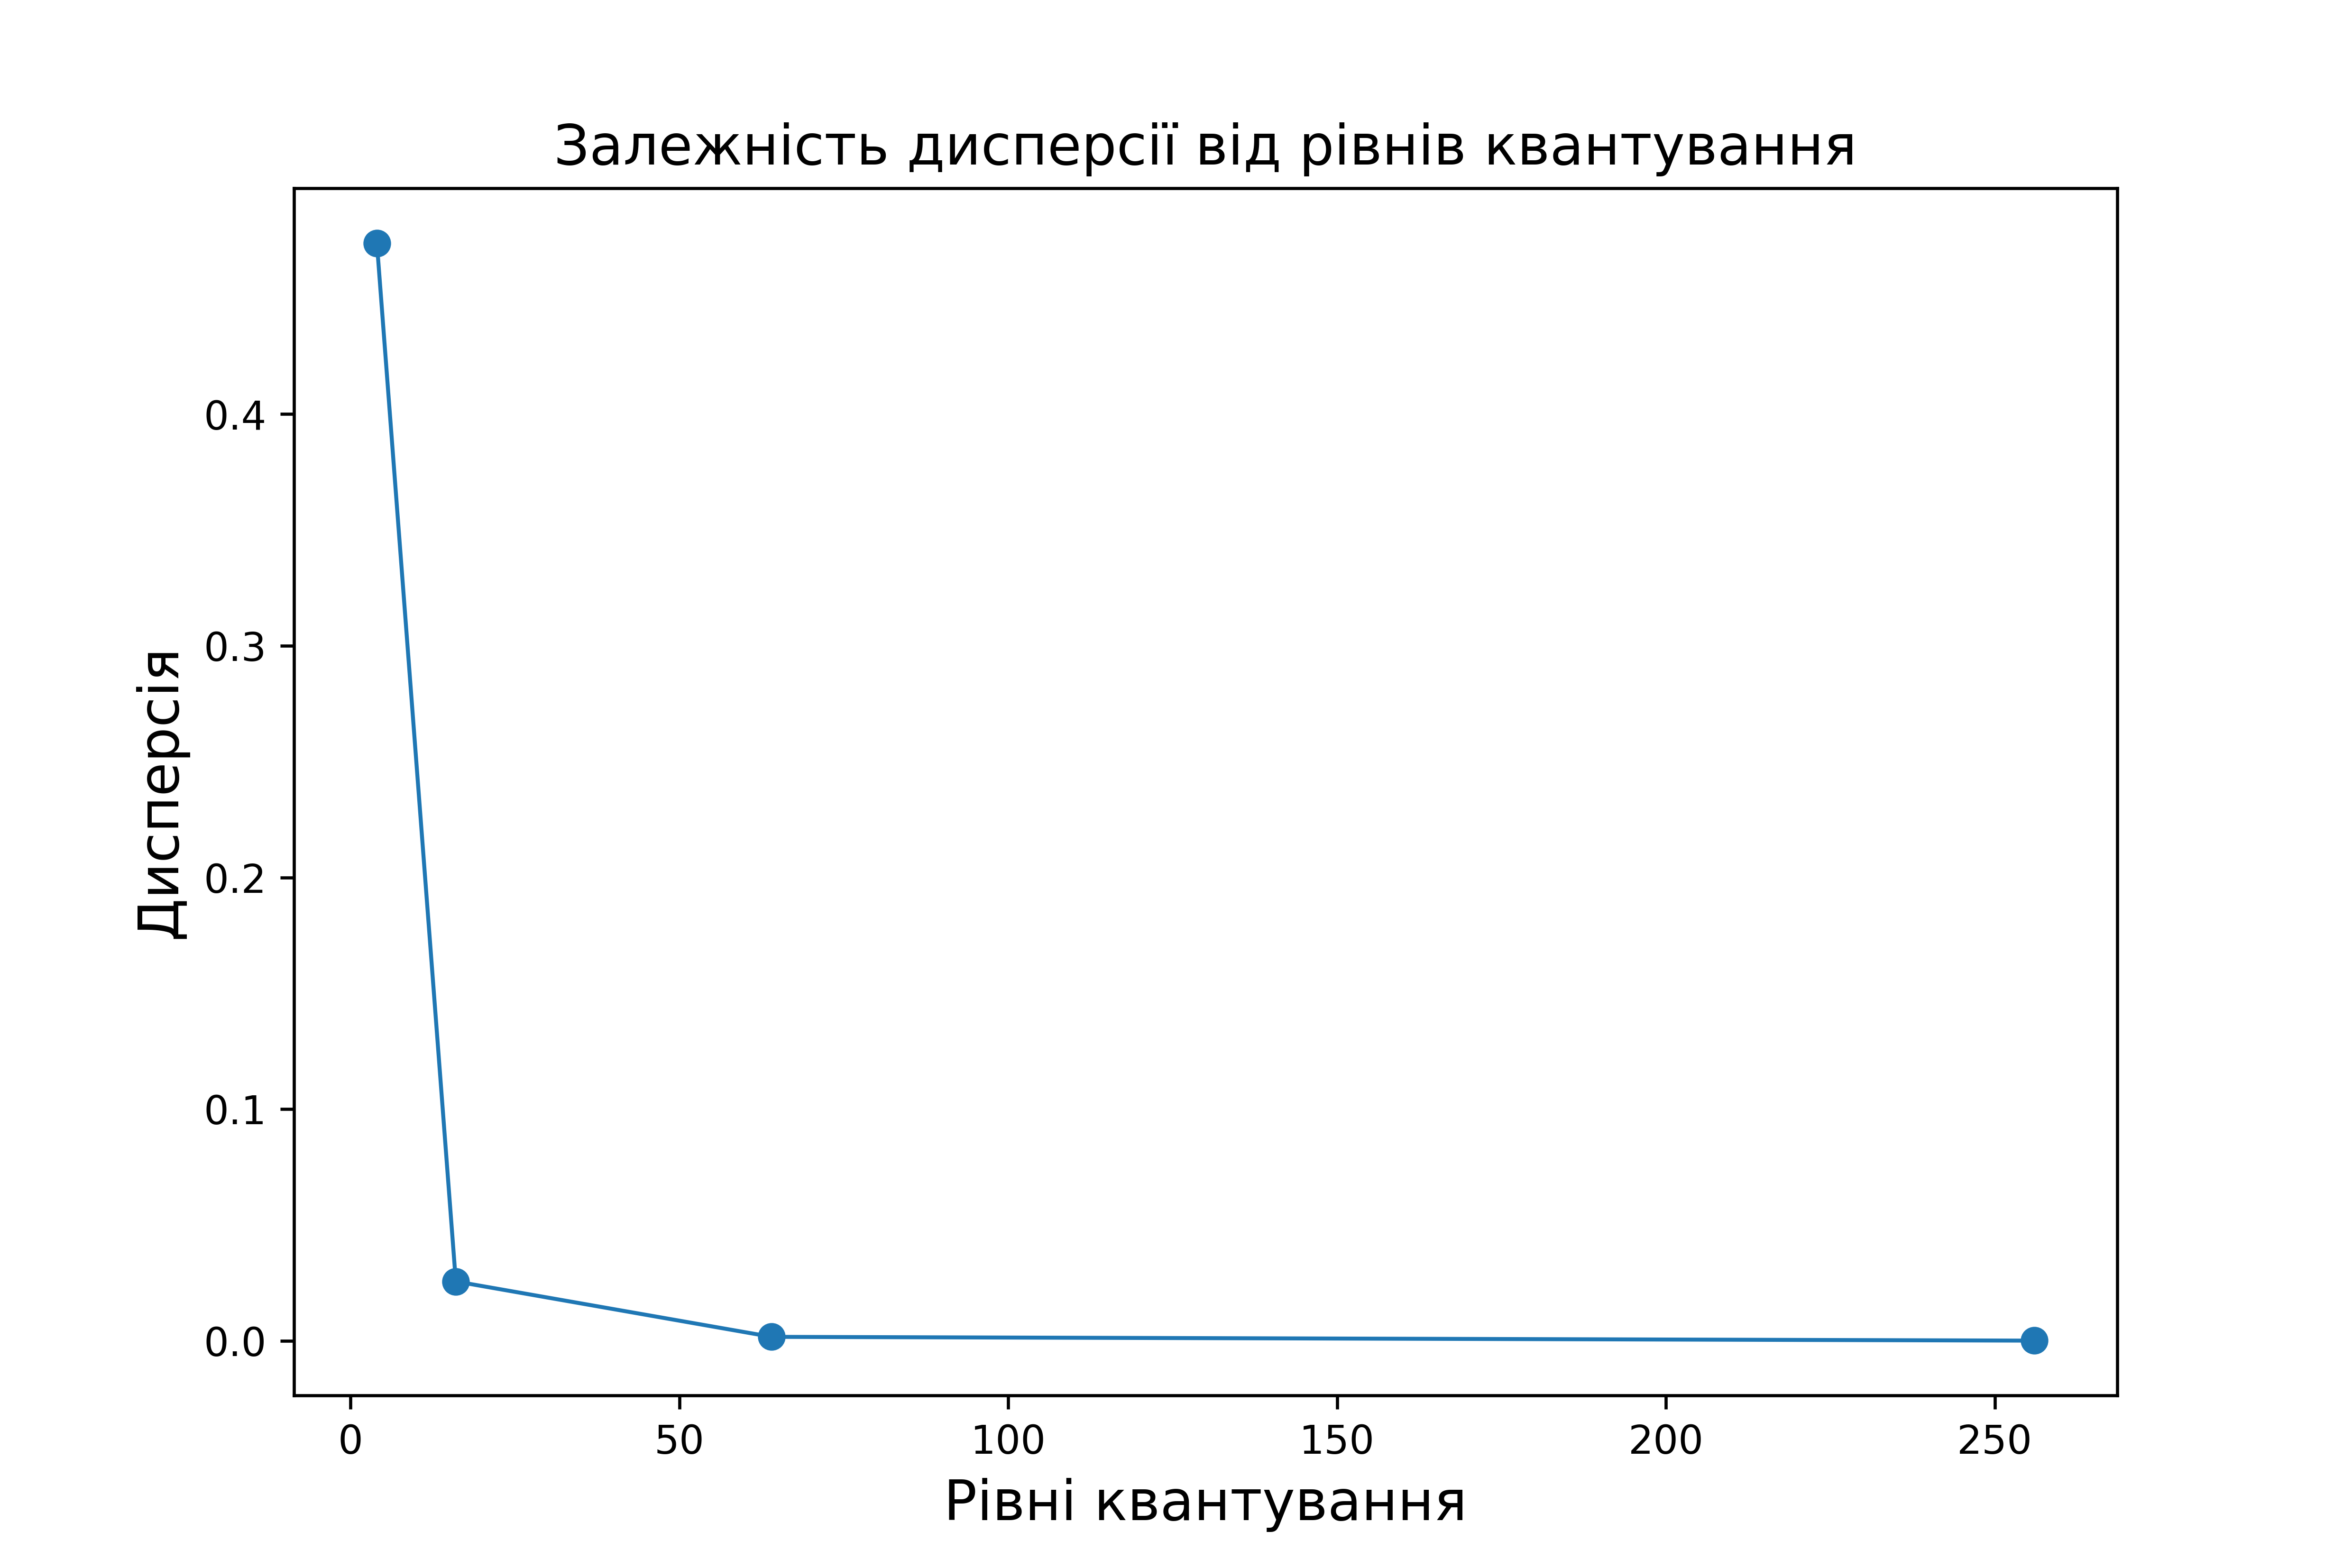 Залежність дисперсії від рівнів квантування
Дисперсія
0.4
0.3
0.2
0.1
0.0
0 50 100 150 200 250
Рівні квантування